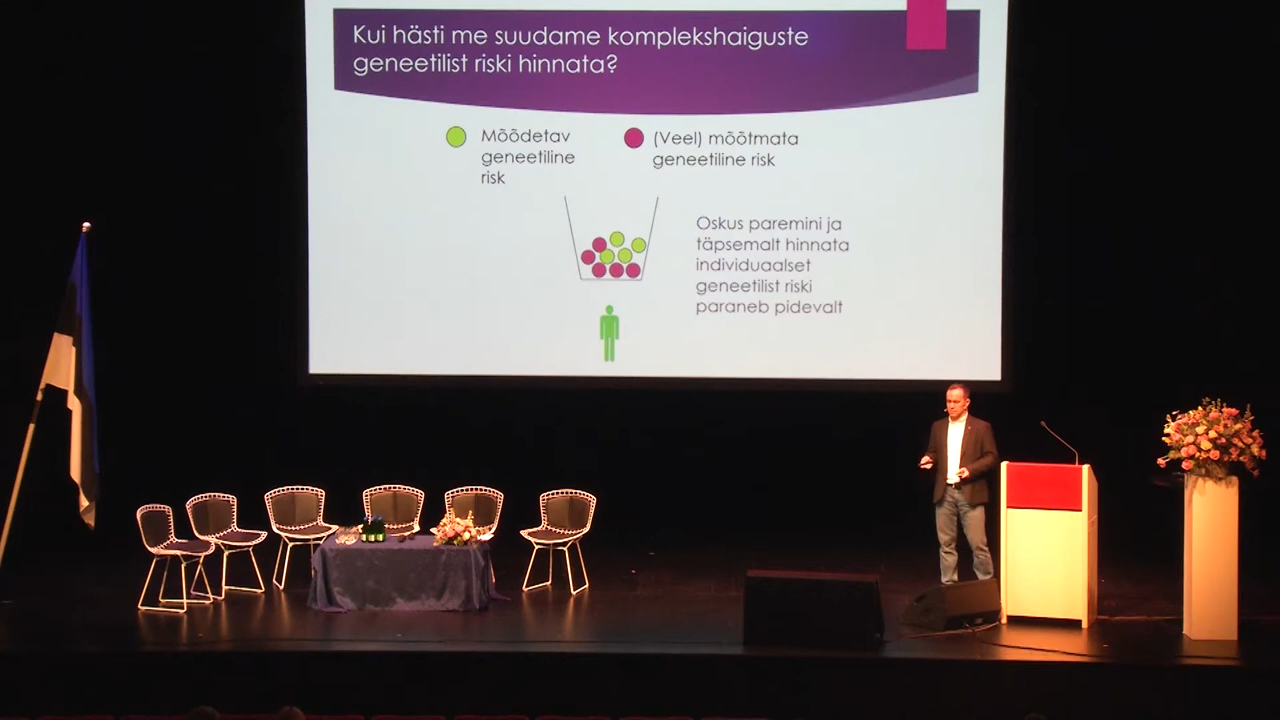 Kui hästi me suudame komplekshaiguste
geneetilist riski hinnata?
Mõõdetav
geneetiline
risk
(Veel) mõõtmata
geneetiline risk
Oskus paremini ja
täpsemalt hinnata
individuaalset
geneetilist riski
paraneb pidevalt